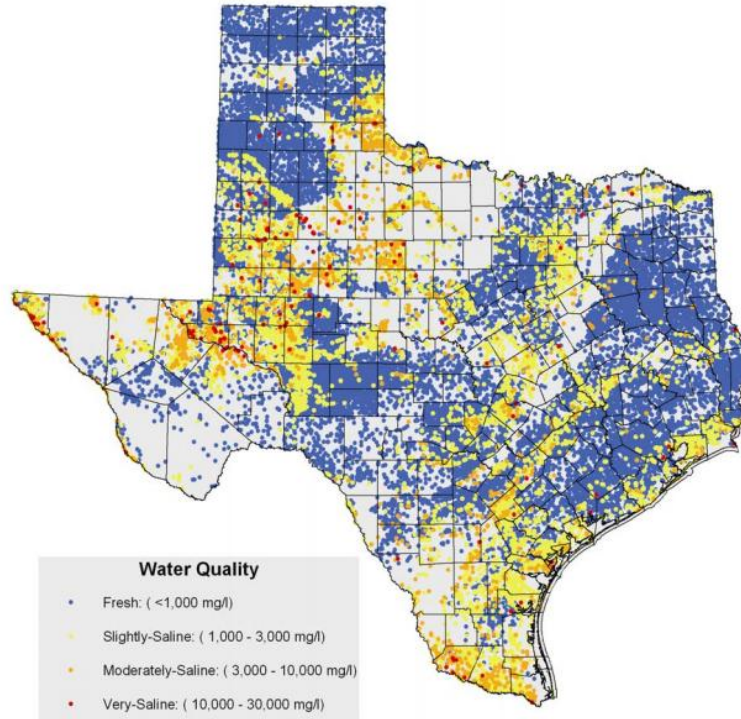 Water Quality
Fresh: ( <1,000 mg/l)
Slightly-Saline: ( 1,000 - 3,000 mg/l)
Moderately-Saline: ( 3,000 - 10,000 mg/l)
Very-Saline: ( 10,000 - 30,000 mg/l)